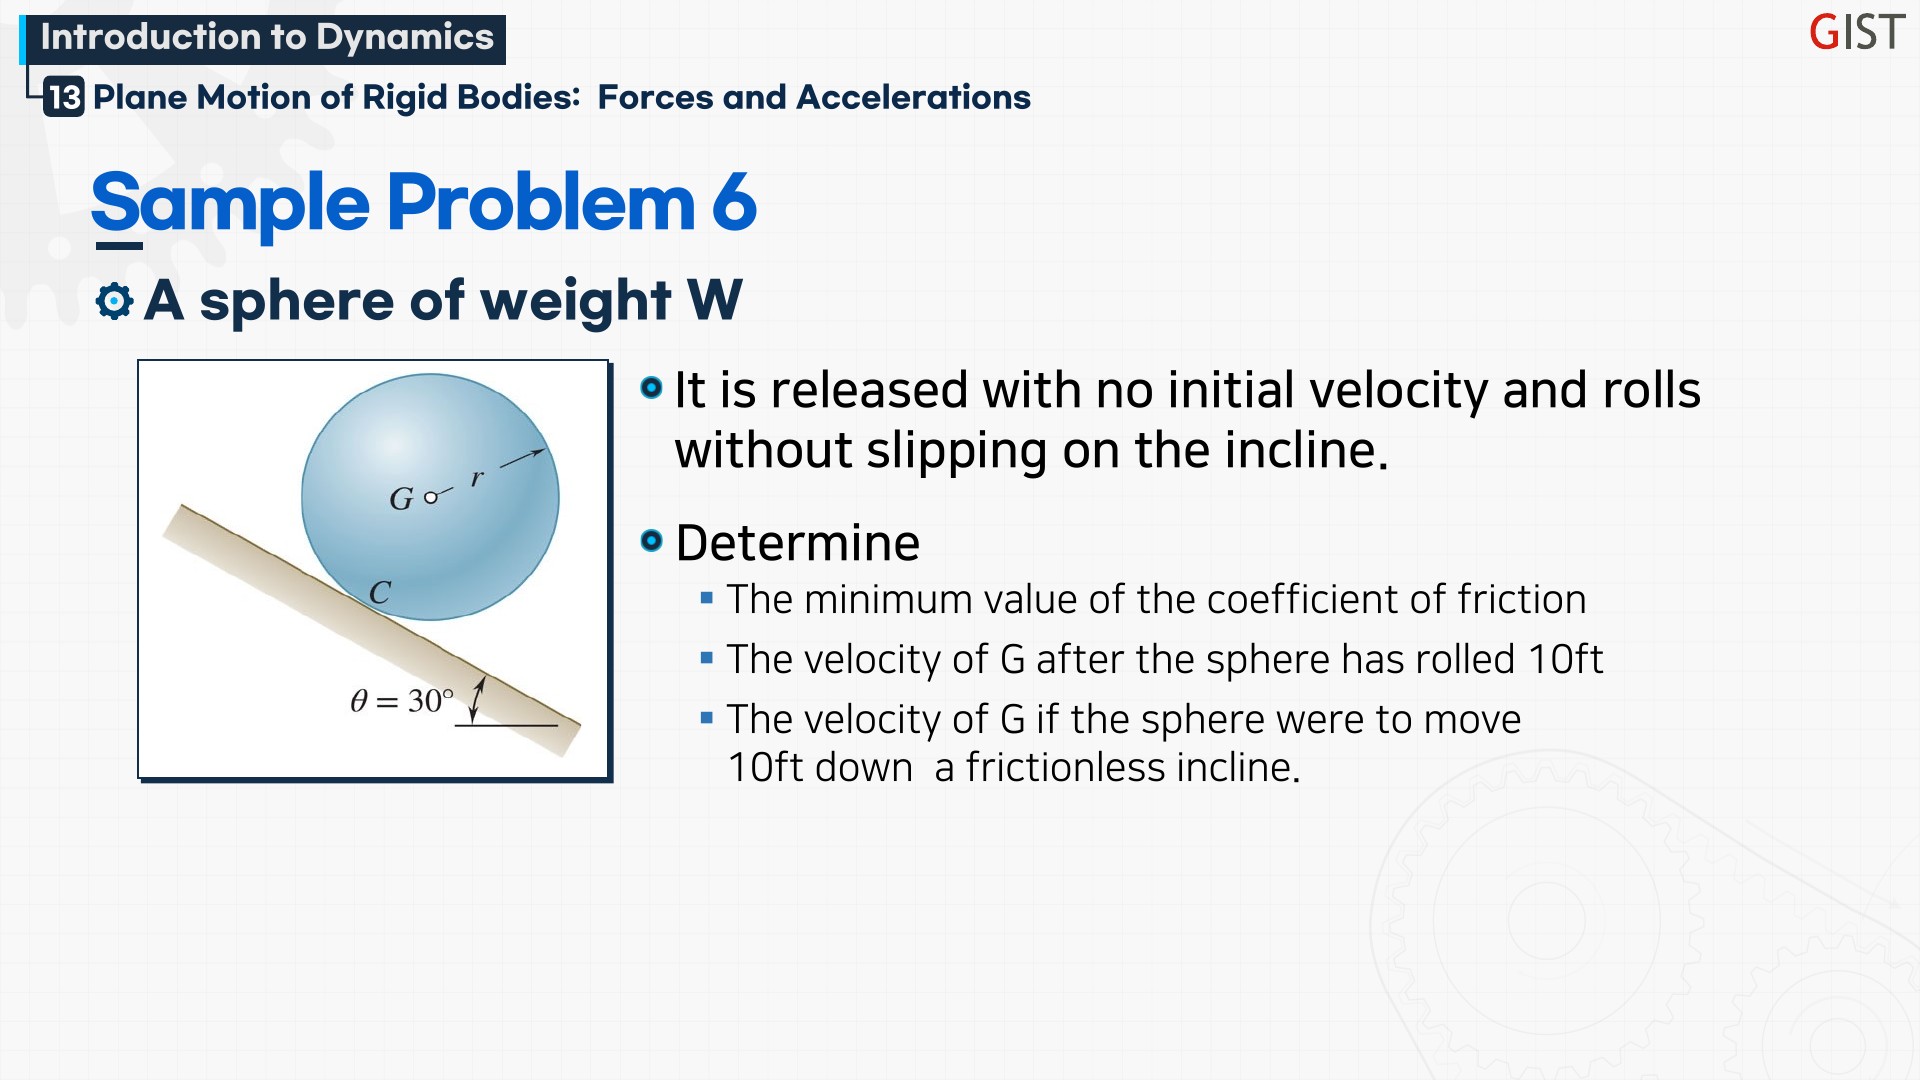 Introduction to Dynamics
GIST
13 Plane Motion of Rigid Bodies: Forces and Accelerations
Sample Problem 6
A sphere of weight W
G
r
C
θ = 30°
It is released with no initial velocity and rolls
without slipping on the incline.
Determine
The minimum value of the coefficient of friction
The velocity of G after the sphere has rolled 10ft
The velocity of G if the sphere were to move
10ft down a frictionless incline.